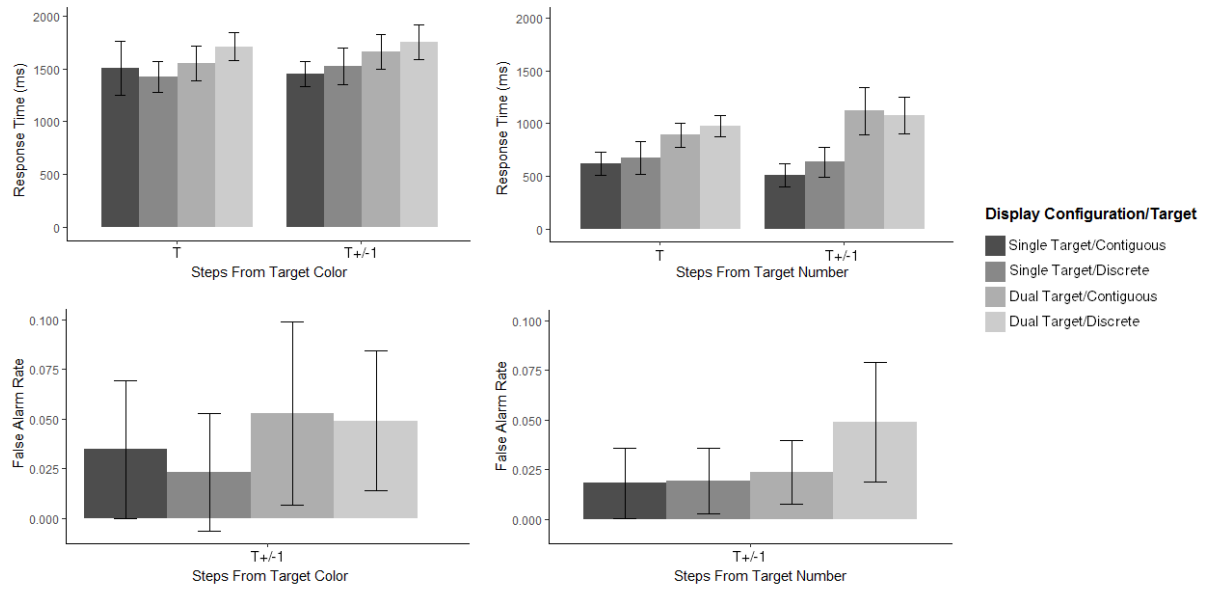 2000
1500
1000
500
0
Response Time (ms)
T
T+/-1
Steps From Target Color
2000
1500
1000
500
0
Response Time (ms)
T
T+/-1
Steps From Target Number
Display Configuration/Target
Single Target/Contiguous
Single Target/Discrete
Dual Target/Contiguous
Dual Target/Discrete
0.100
0.075
0.050
0.025
0.000
False Alarm Rate
T+/-1
Steps From Target Color
0.100
0.075
0.050
0.025
0.000
False Alarm Rate
T+/-1
Steps From Target Number